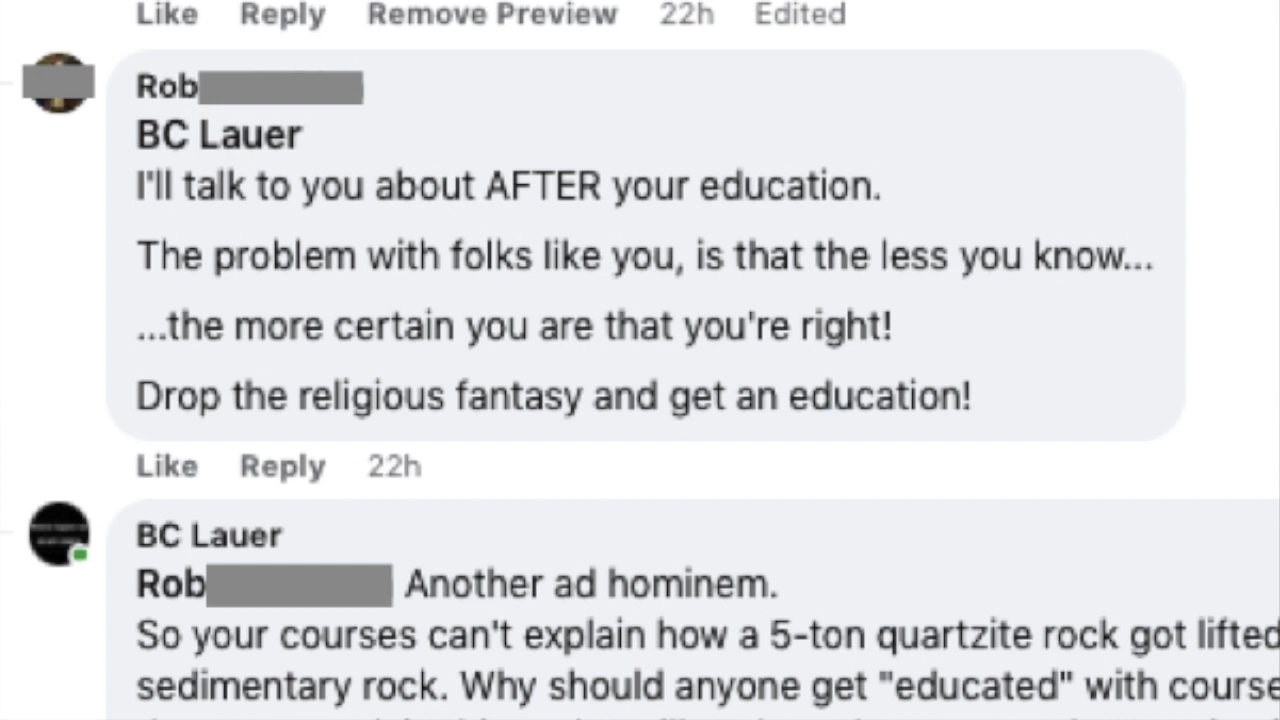 Like Reply Remove Preview 22h Edited
Rob
BC Lauer
I'll talk to you about AFTER your education.
The problem with folks like you, is that the less you know...
...the more certain you are that you're right!
Drop the religious fantasy and get an education!
Like Reply 22h
BC Lauer
Rob Another ad hominem.
So your courses can't explain how a 5-ton quartzite rock got lifted
sedimentary rock. Why should anyone get "educated" with course